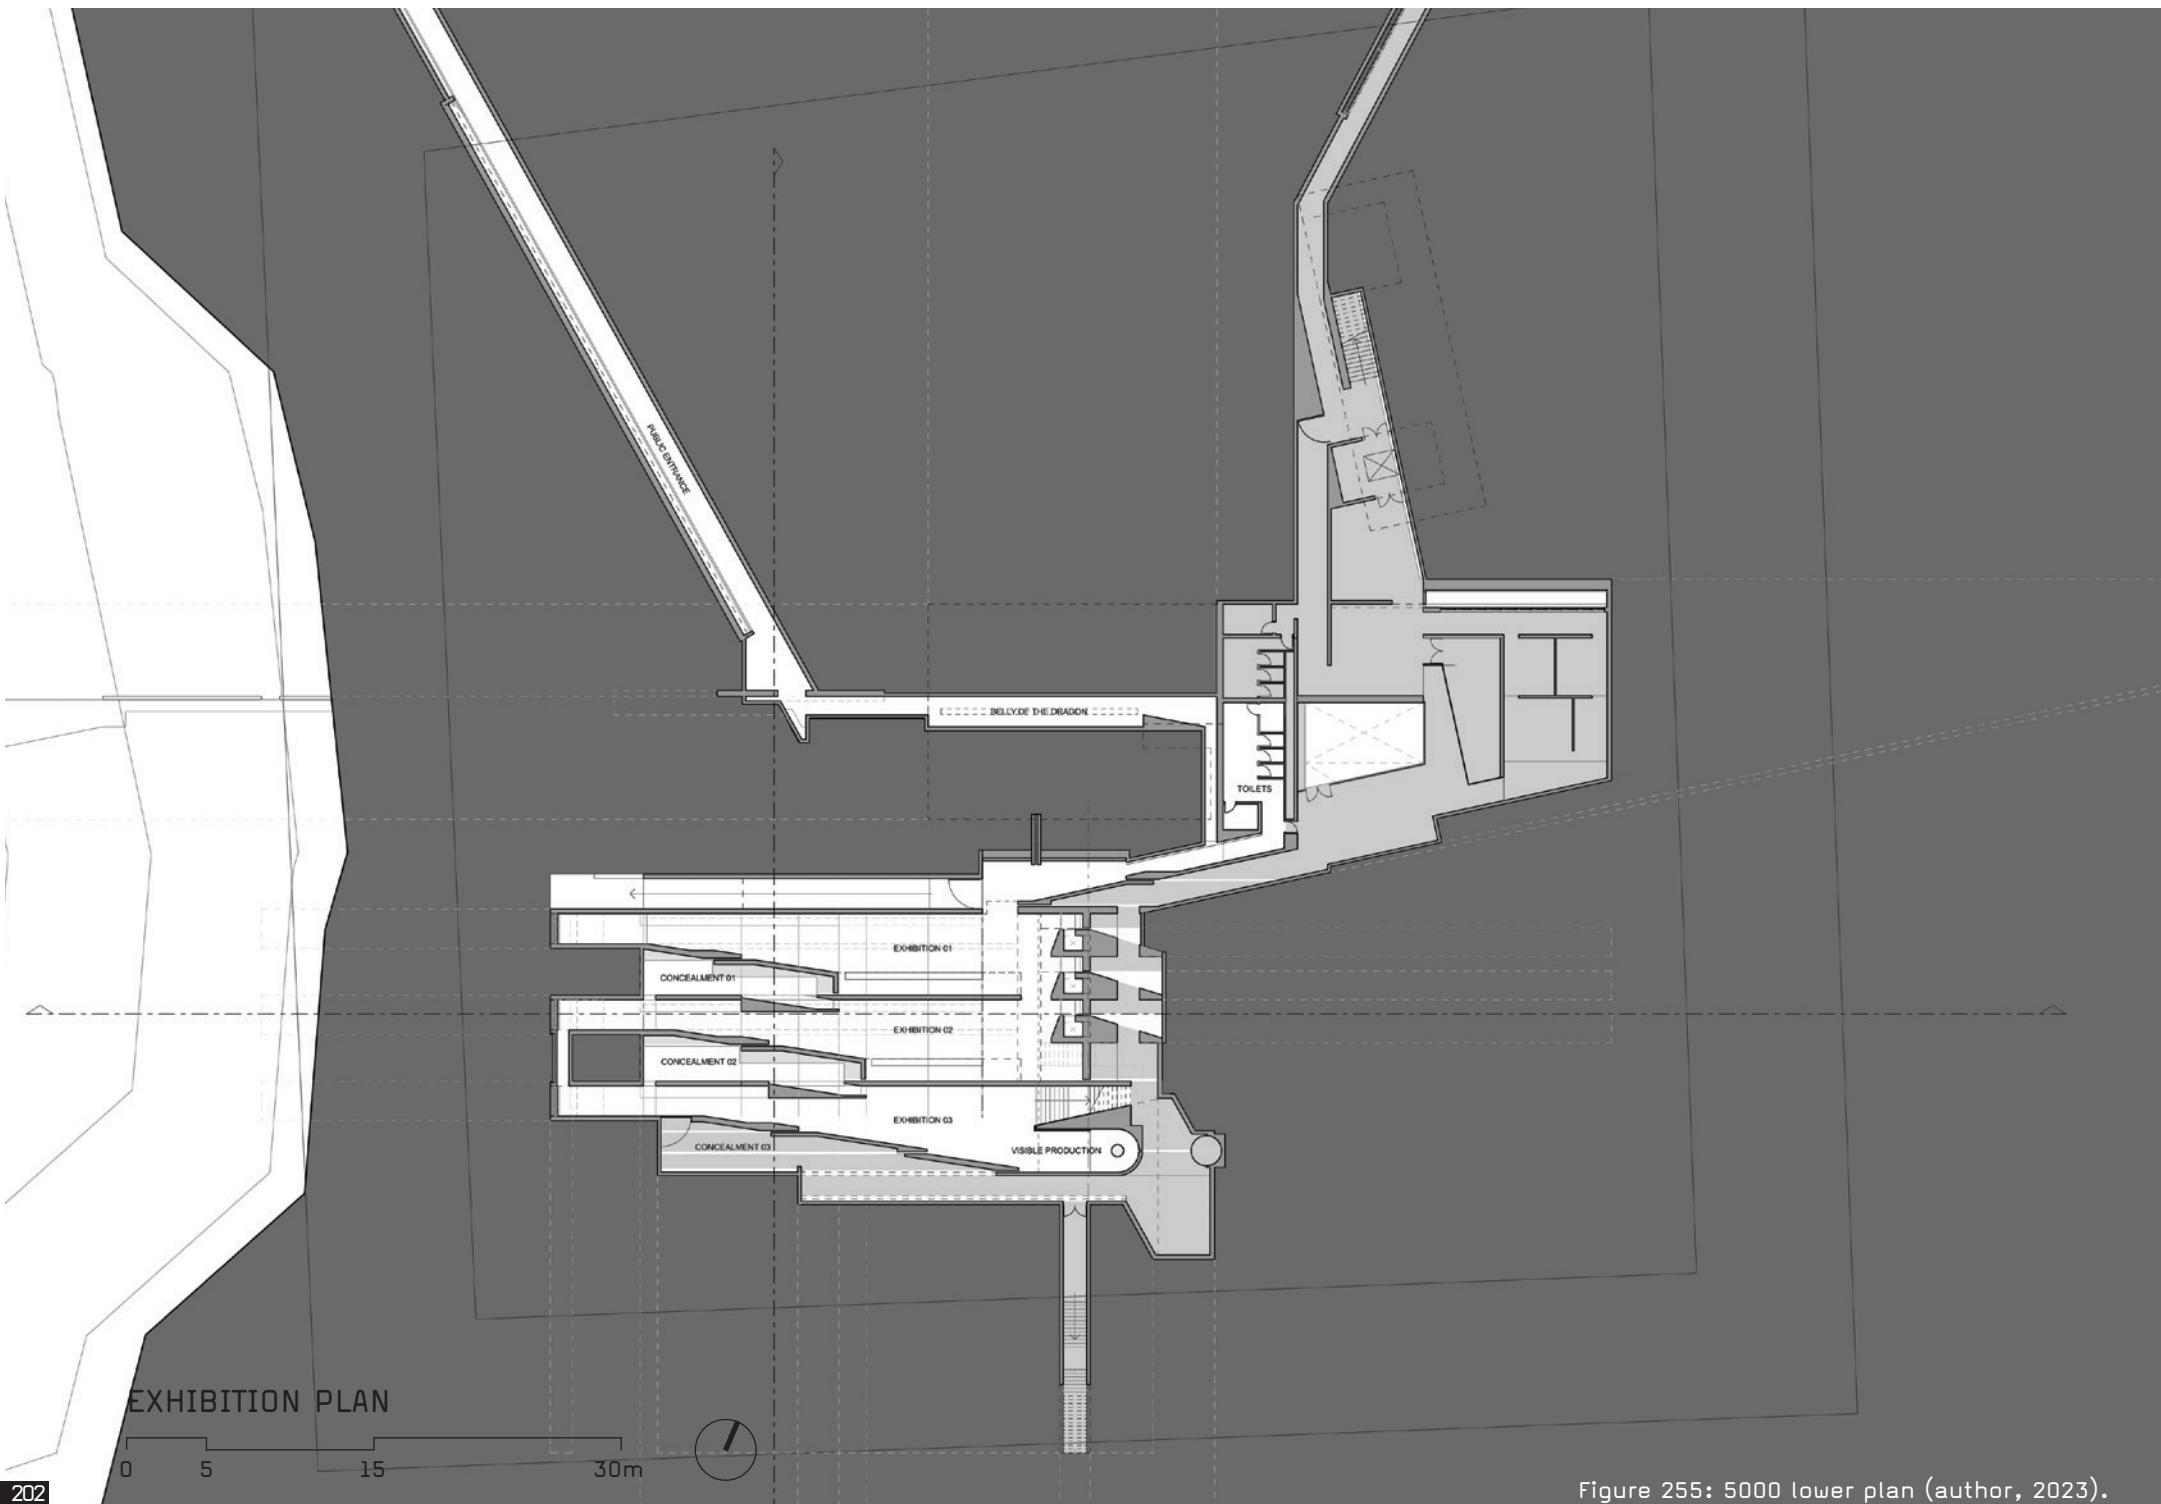 PUBLIC ENTRANCE
BELLY OF THE DRAGON
TOILETS
EXHIBITION 01
CONCEALMENT 01
EXHIBITION 02
CONCEALMENT 02
EXHIBITION 03
CONCEALMENT 03
VISIBLE PRODUCTION
EXHIBITION PLAN
0 5 15 30m
202
Figure 255: 5000 lower plan (author, 2023).